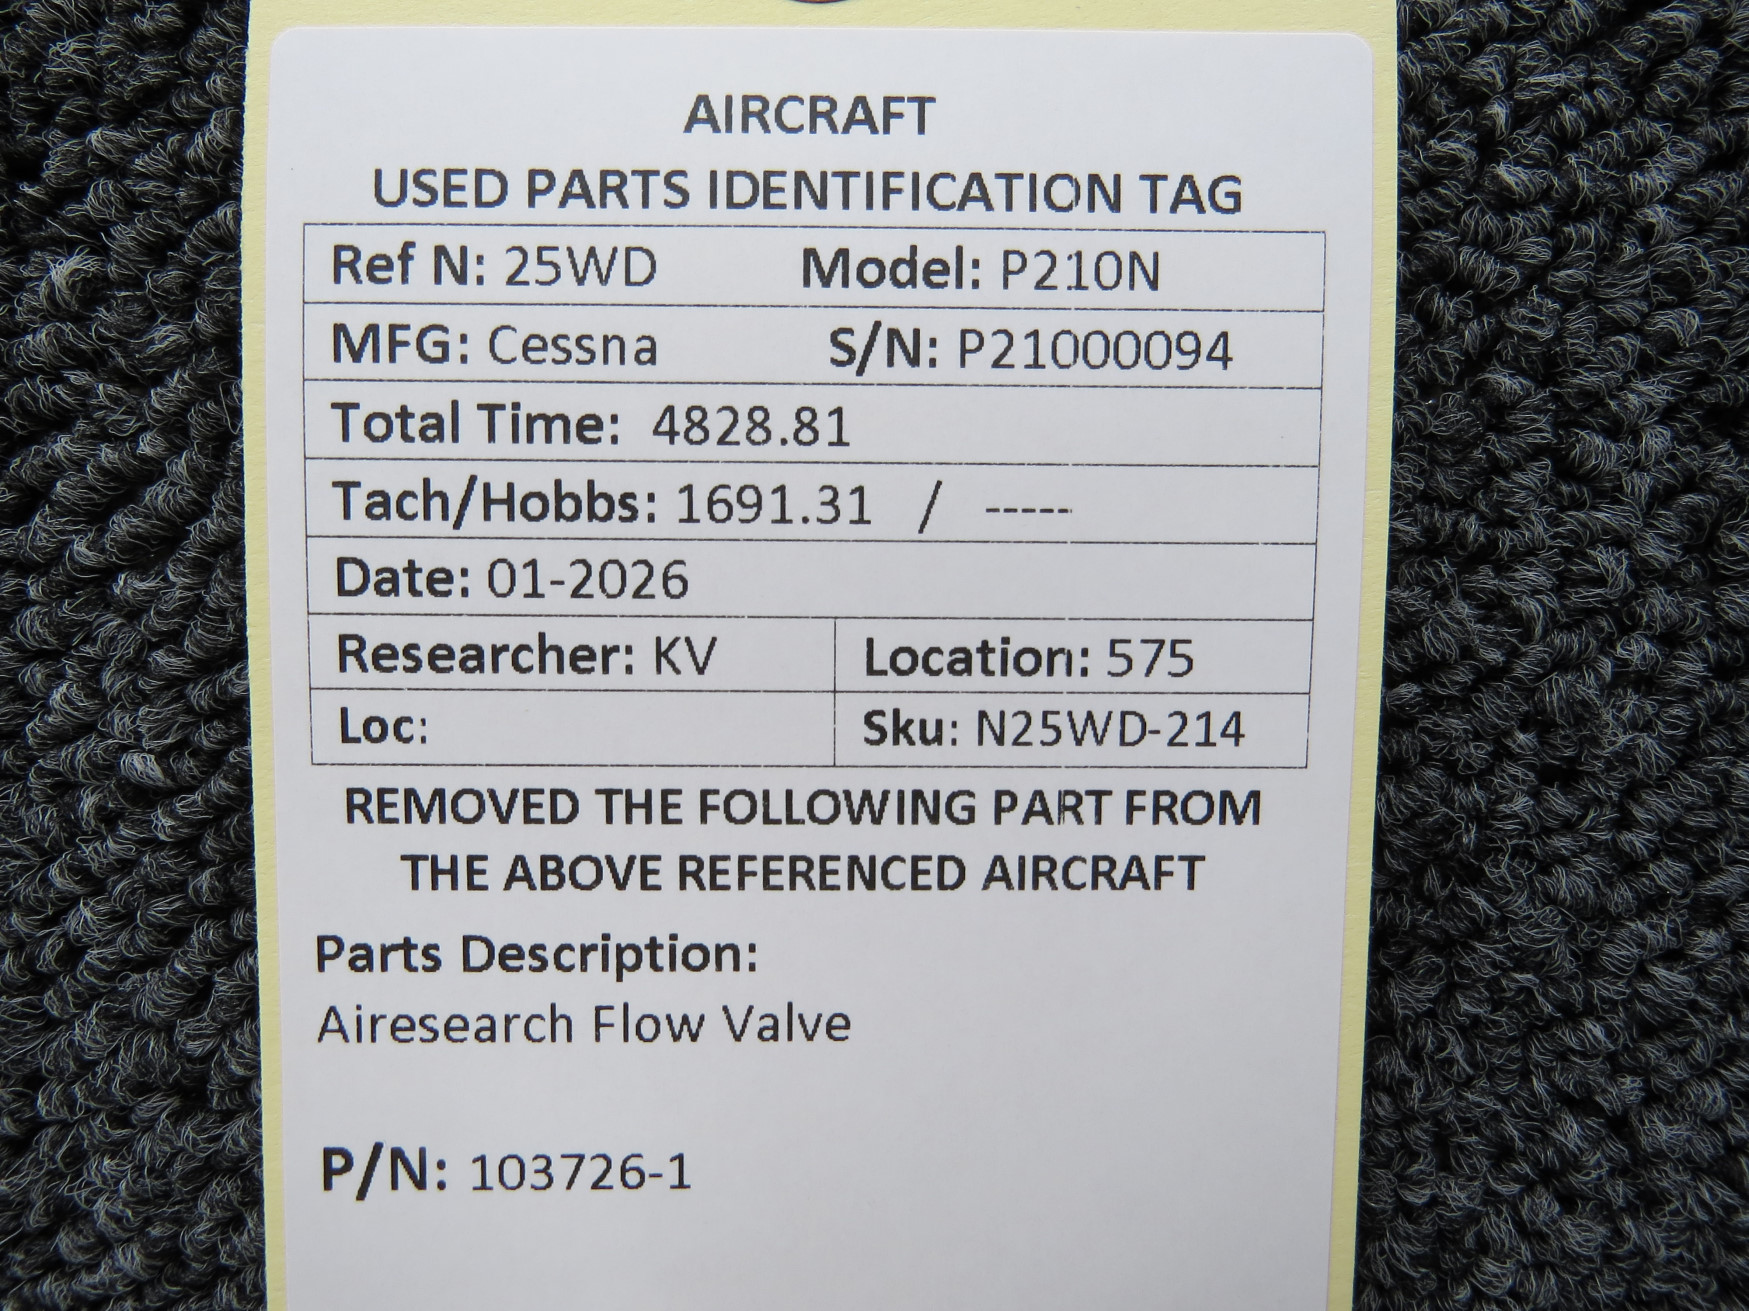 AIRCRAFT
USED PARTS IDENTIFICATION TAG
Ref N: 25WD Model: P210N
MFG: Cessna S/N: P21000094
Total Time: 4828.81
Tach/Hobbs: 1691.31 / -----
Date: 01-2026
Researcher: KV Location: 575
Loc: Sku: N25WD-214
REMOVED THE FOLLOWING PART FROM
THE ABOVE REFERENCED AIRCRAFT
Parts Description:
Airesearch Flow Valve
P/N: 103726-1